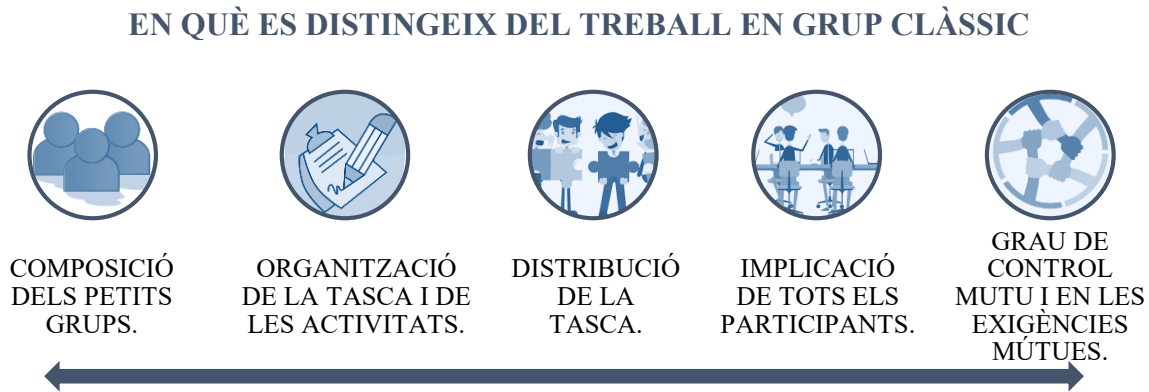 EN QUÈ ES DISTINGEIX DEL TREBALL EN GRUP CLÀSSIC
COMPOSICIÓ
DELS PETITS
GRUPS.
ORGANITZACIÓ
DE LA TASCA I DE
LES ACTIVITATS.
DISTRIBUCIÓ
DE LA
TASCA.
IMPLICACIÓ
DE TOTS ELS
PARTICIPANTS.
GRAU DE
CONTROL
MUTU I EN LES
EXIGÈNCIES
MÚTUES.